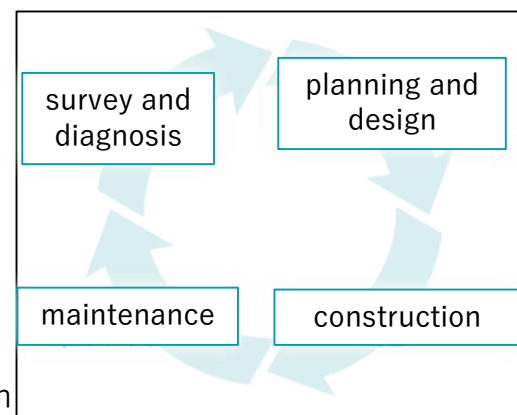 survey and
diagnosis
planning and
design
maintenance
construction